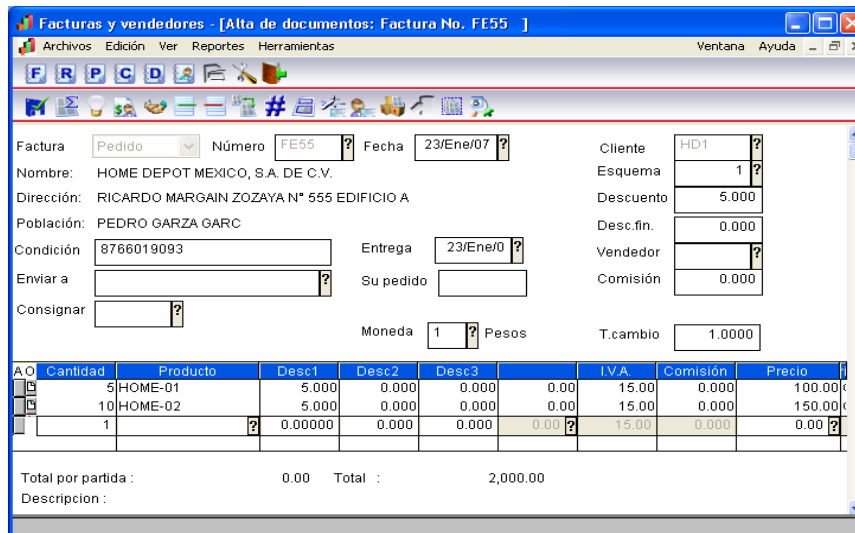 Facturas y vendedores - [Alta de documentos: Factura No. FE55 ]
Archivos Edición Ver Reportes Herramientas Ventana Ayuda
F R P C D
Factura Pedido Número FE55 ? Fecha 23/Ene/07 ? Cliente HD1 ?
Nombre: HOME DEPOT MEXICO, S.A. DE C.V. Esquema 1 ?
Dirección: RICARDO MARGAIN ZOZAYA N° 555 EDIFICIO A Descuento 5.000
Población: PEDRO GARZA GARC Desc.fin. 0.000
Condición 8766019093 Entrega 23/Ene/0 ? Vendedor ?
Enviar a ? Su pedido Comisión 0.000
Consignar ?
Moneda 1 ? Pesos T.cambio 1.0000
A O Cantidad Producto Desc1 Desc2 Desc3 I.V.A. Comisión Precio
5 HOME-01 5.000 0.000 0.000 0.00 15.00 0.000 100.00
10 HOME-02 5.000 0.000 0.000 0.00 15.00 0.000 150.00
1 ? 0.00000 0.000 0.000 0.00 ? 15.00 0.000 0.00 ?
Total por partida : 0.00 Total : 2,000.00
Descripcion :